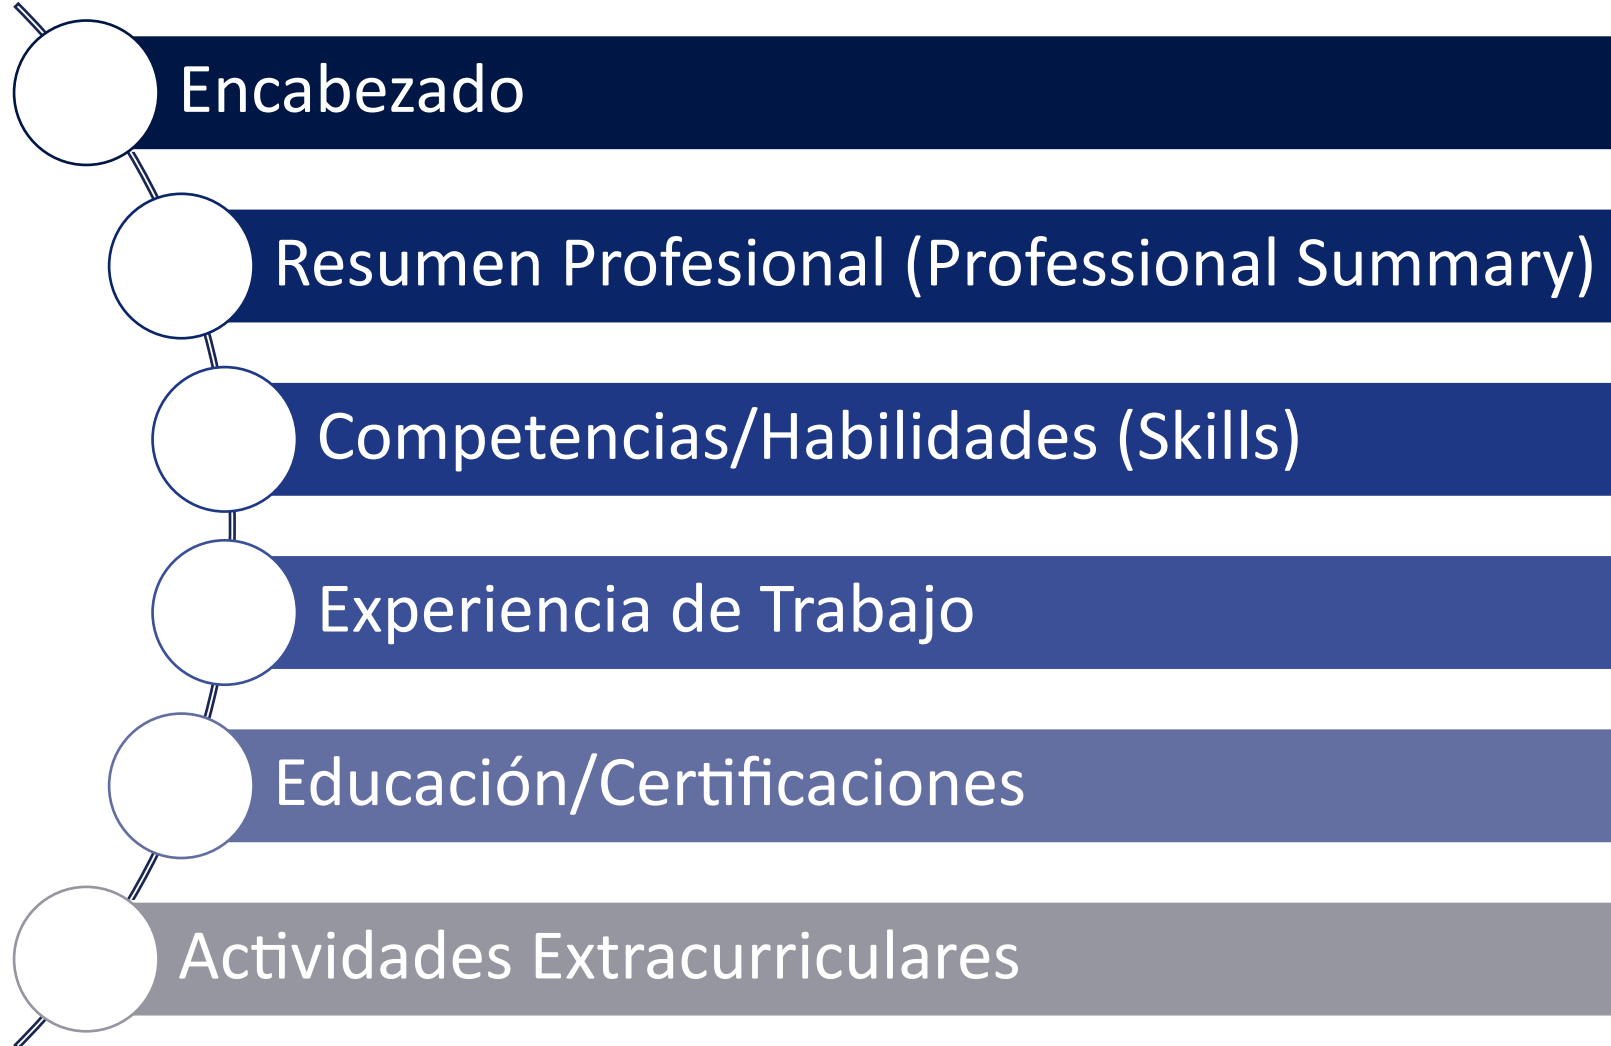 Encabezado
Resumen Profesional (Professional Summary)
Competencias/Habilidades (Skills)
Experiencia de Trabajo
Educación/Certificaciones
Actividades Extracurriculares